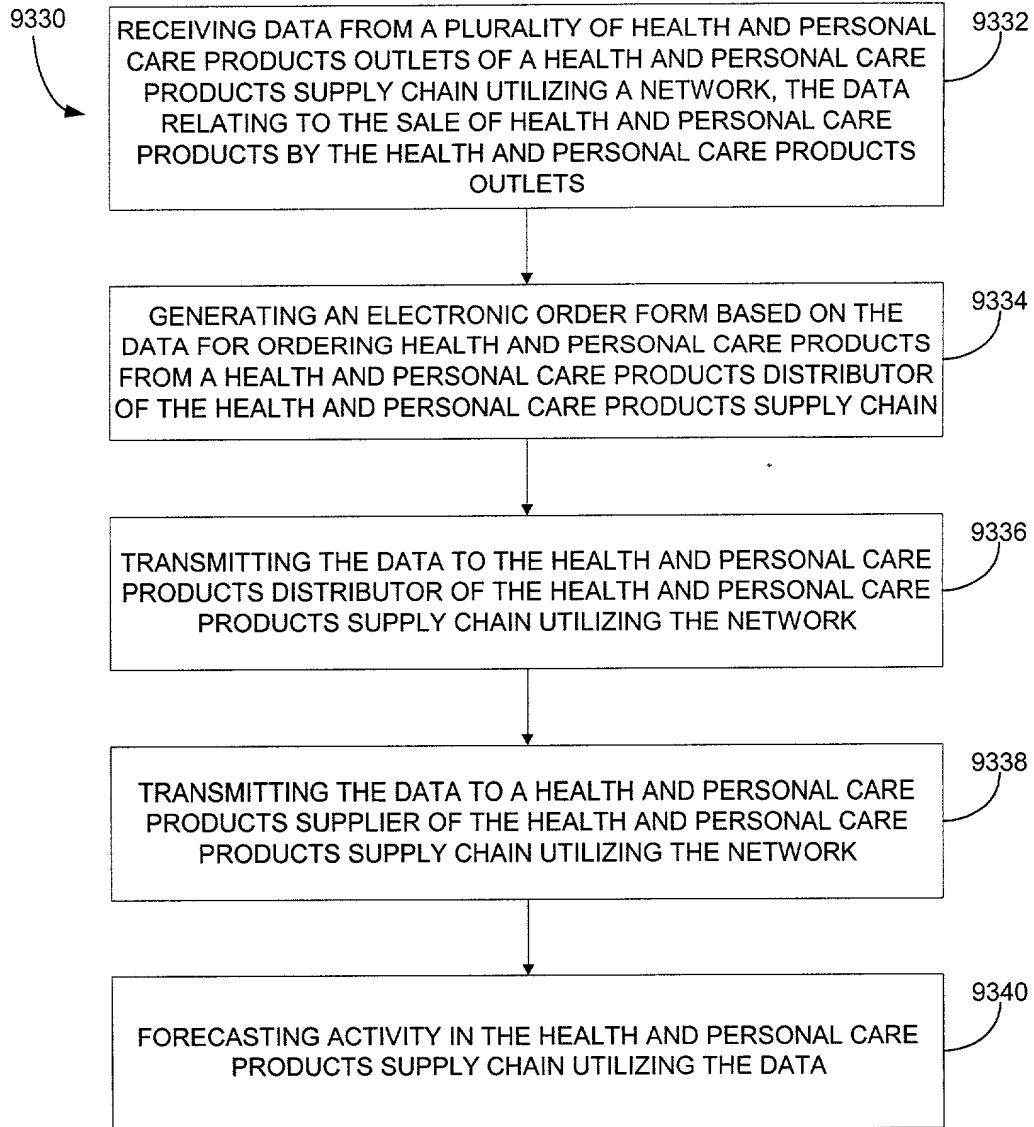 9330
RECEIVING DATA FROM A PLURALITY OF HEALTH AND PERSONAL
CARE PRODUCTS OUTLETS OF A HEALTH AND PERSONAL CARE
PRODUCTS SUPPLY CHAIN UTILIZING A NETWORK, THE DATA
RELATING TO THE SALE OF HEALTH AND PERSONAL CARE
PRODUCTS BY THE HEALTH AND PERSONAL CARE PRODUCTS
OUTLETS
9332
GENERATING AN ELECTRONIC ORDER FORM BASED ON THE
DATA FOR ORDERING HEALTH AND PERSONAL CARE PRODUCTS
FROM A HEALTH AND PERSONAL CARE PRODUCTS DISTRIBUTOR
OF THE HEALTH AND PERSONAL CARE PRODUCTS SUPPLY CHAIN
9334
TRANSMITTING THE DATA TO THE HEALTH AND PERSONAL CARE
PRODUCTS DISTRIBUTOR OF THE HEALTH AND PERSONAL CARE
PRODUCTS SUPPLY CHAIN UTILIZING THE NETWORK
9336
TRANSMITTING THE DATA TO A HEALTH AND PERSONAL CARE
PRODUCTS SUPPLIER OF THE HEALTH AND PERSONAL CARE
PRODUCTS SUPPLY CHAIN UTILIZING THE NETWORK
9338
FORECASTING ACTIVITY IN THE HEALTH AND PERSONAL CARE
PRODUCTS SUPPLY CHAIN UTILIZING THE DATA
9340